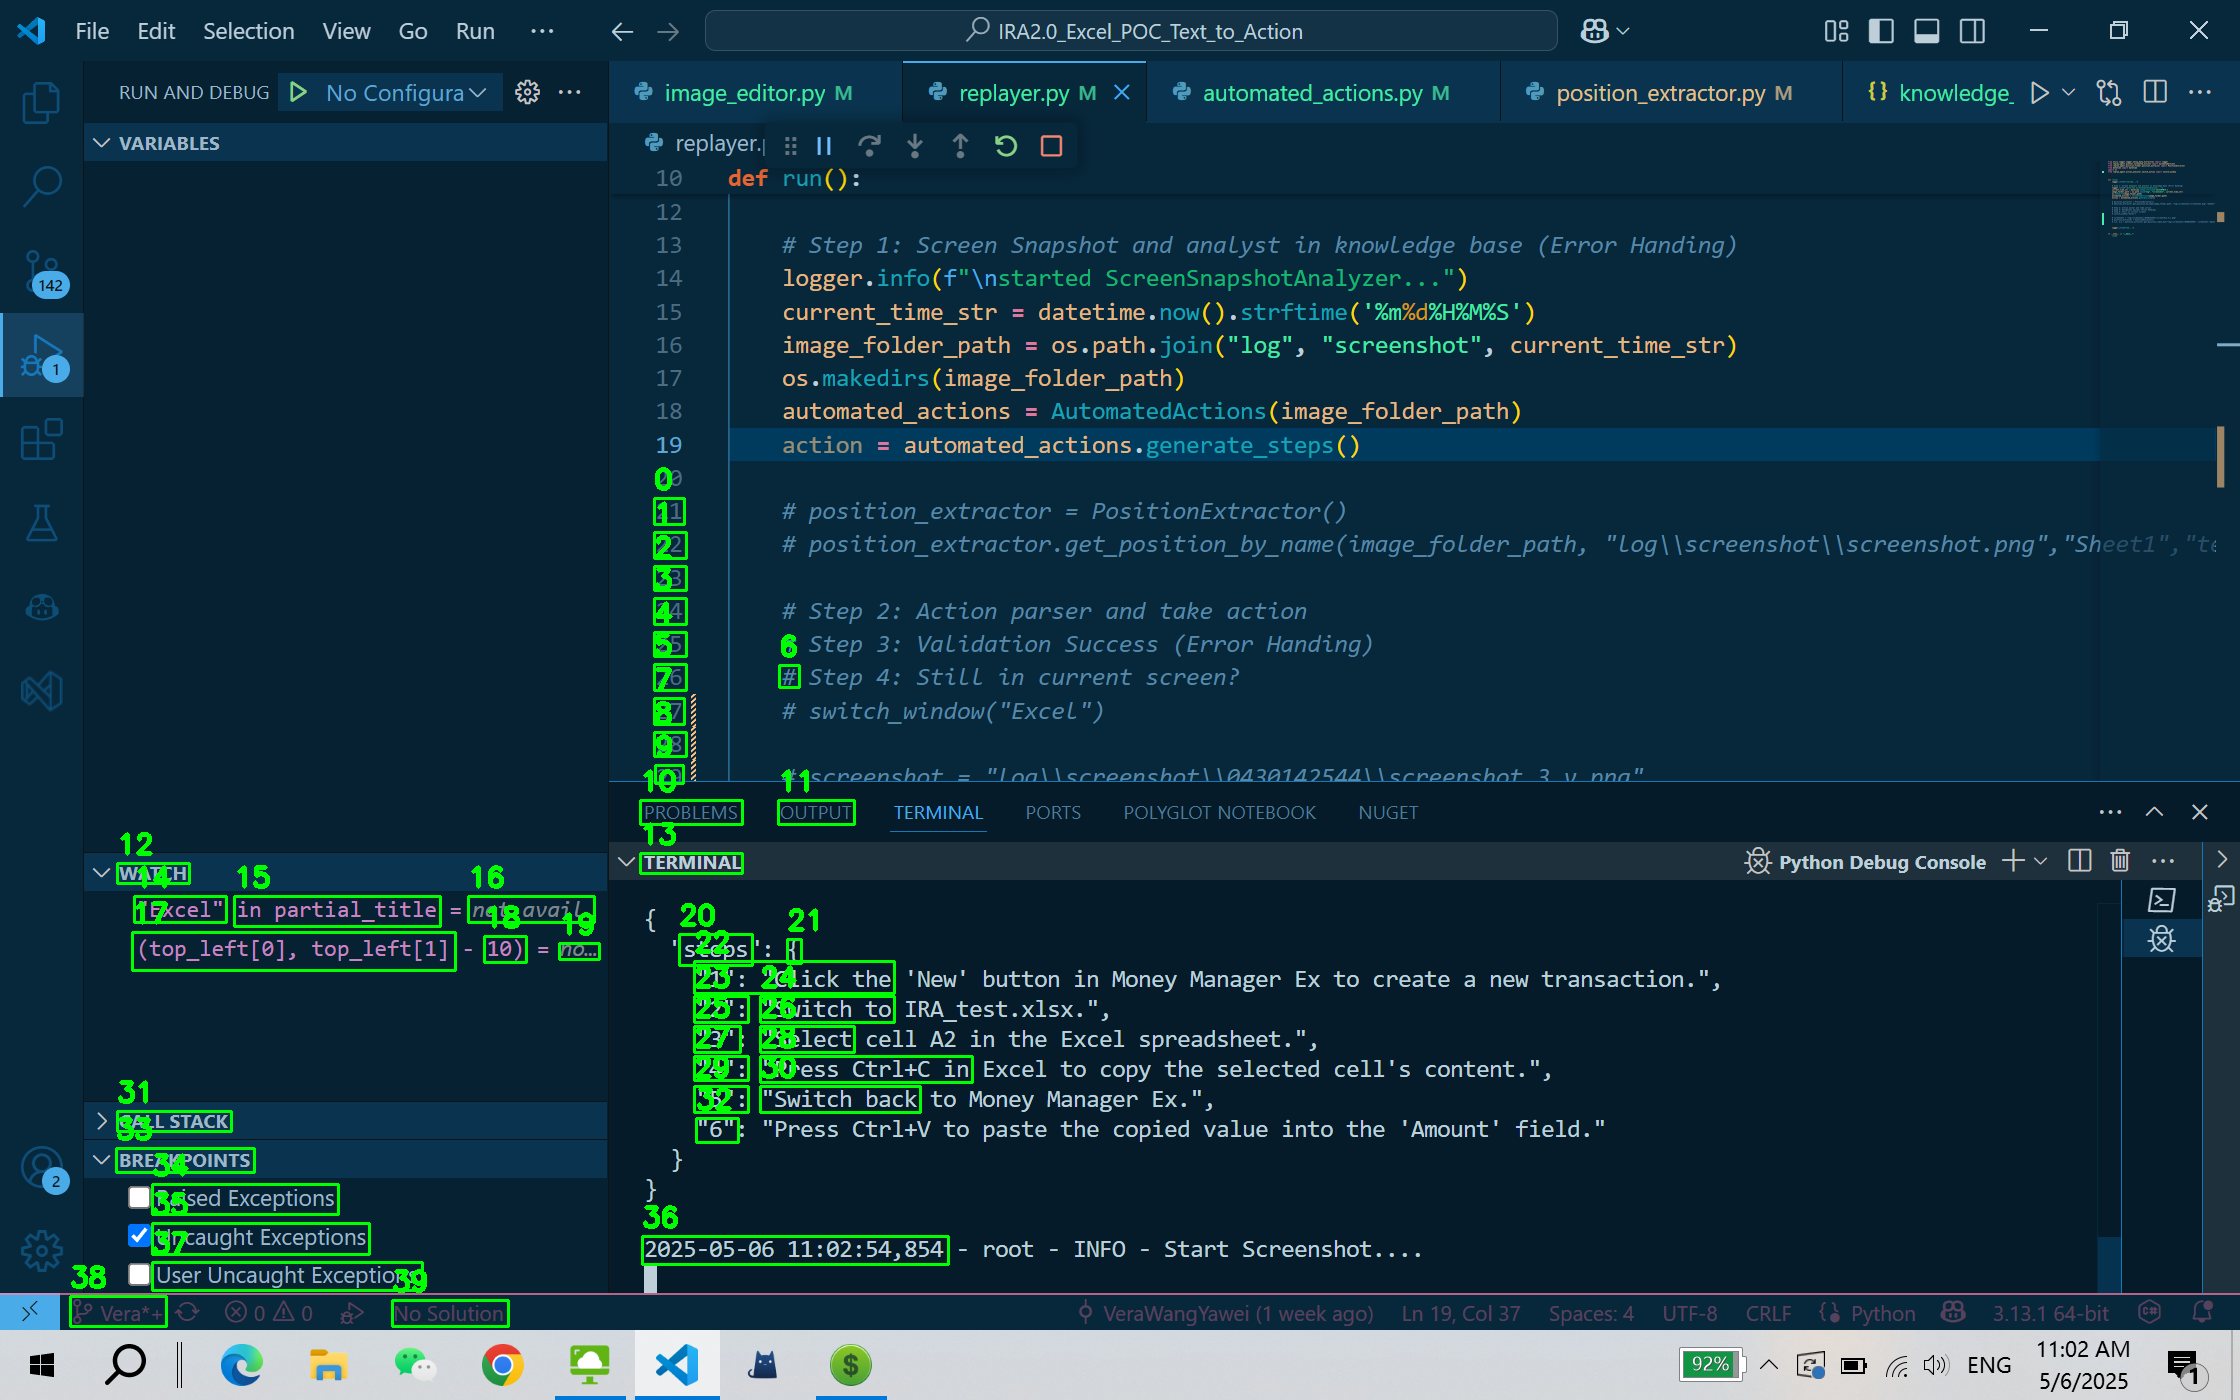 File Edit Selection View Go Run ···
IRA2.0_Excel_POC_Text_to_Action
RUN AND DEBUG
No Configura
image_editor.py M
replayer.py M
automated_actions.py M
position_extractor.py M
{} knowledge_
VARIABLES
replayer.p
10 def run():
12
13 # Step 1: Screen Snapshot and analyst in knowledge base (Error Handing)
14 logger.info(f"\nstarted ScreenSnapshotAnalyzer...")
15 current_time_str = datetime.now().strftime('%m%d%H%M%S')
16 image_folder_path = os.path.join("log", "screenshot", current_time_str)
17 os.makedirs(image_folder_path)
18 automated_actions = AutomatedActions(image_folder_path)
19 action = automated_actions.generate_steps()
0
1 # position_extractor = PositionExtractor()
2 # position_extractor.get_position_by_name(image_folder_path, "log\\screenshot\\screenshot.png","Sheet1","te
3
4 # Step 2: Action parser and take action
5 6 Step 3: Validation Success (Error Handing)
7 # Step 4: Still in current screen?
8 # switch_window("Excel")
9
# screenshot = "log\\screenshot\\0430142544\\screenshot_3_v.png"
10 11
PROBLEMS OUTPUT TERMINAL PORTS POLYGLOT NOTEBOOK NUGET
13
TERMINAL
Python Debug Console
12
WATCH
14 15 16
"Excel" in partial_title = not avail
17 18 19
(top_left[0], top_left[1] - 10) = no...
31
CALL STACK
33
BREAKPOINTS
34
Raised Exceptions
35
Uncaught Exceptions
37
User Uncaught Exceptions
{
20 21
'steps': {
22
23 24 Click the 'New' button in Money Manager Ex to create a new transaction.",
25 26 Switch to IRA_test.xlsx.",
27 28 Select cell A2 in the Excel spreadsheet.",
29 30 Press Ctrl+C in Excel to copy the selected cell's content.",
32 "Switch back to Money Manager Ex.",
"6": "Press Ctrl+V to paste the copied value into the 'Amount' field."
}
}
36
2025-05-06 11:02:54,854 - root - INFO - Start Screenshot....
142
1
2
38 39
Vera*+ 0 0 No Solution VeraWangYawei (1 week ago) Ln 19, Col 37 Spaces: 4 UTF-8 CRLF {} Python 3.13.1 64-bit
92% ENG 11:02 AM
5/6/2025
1